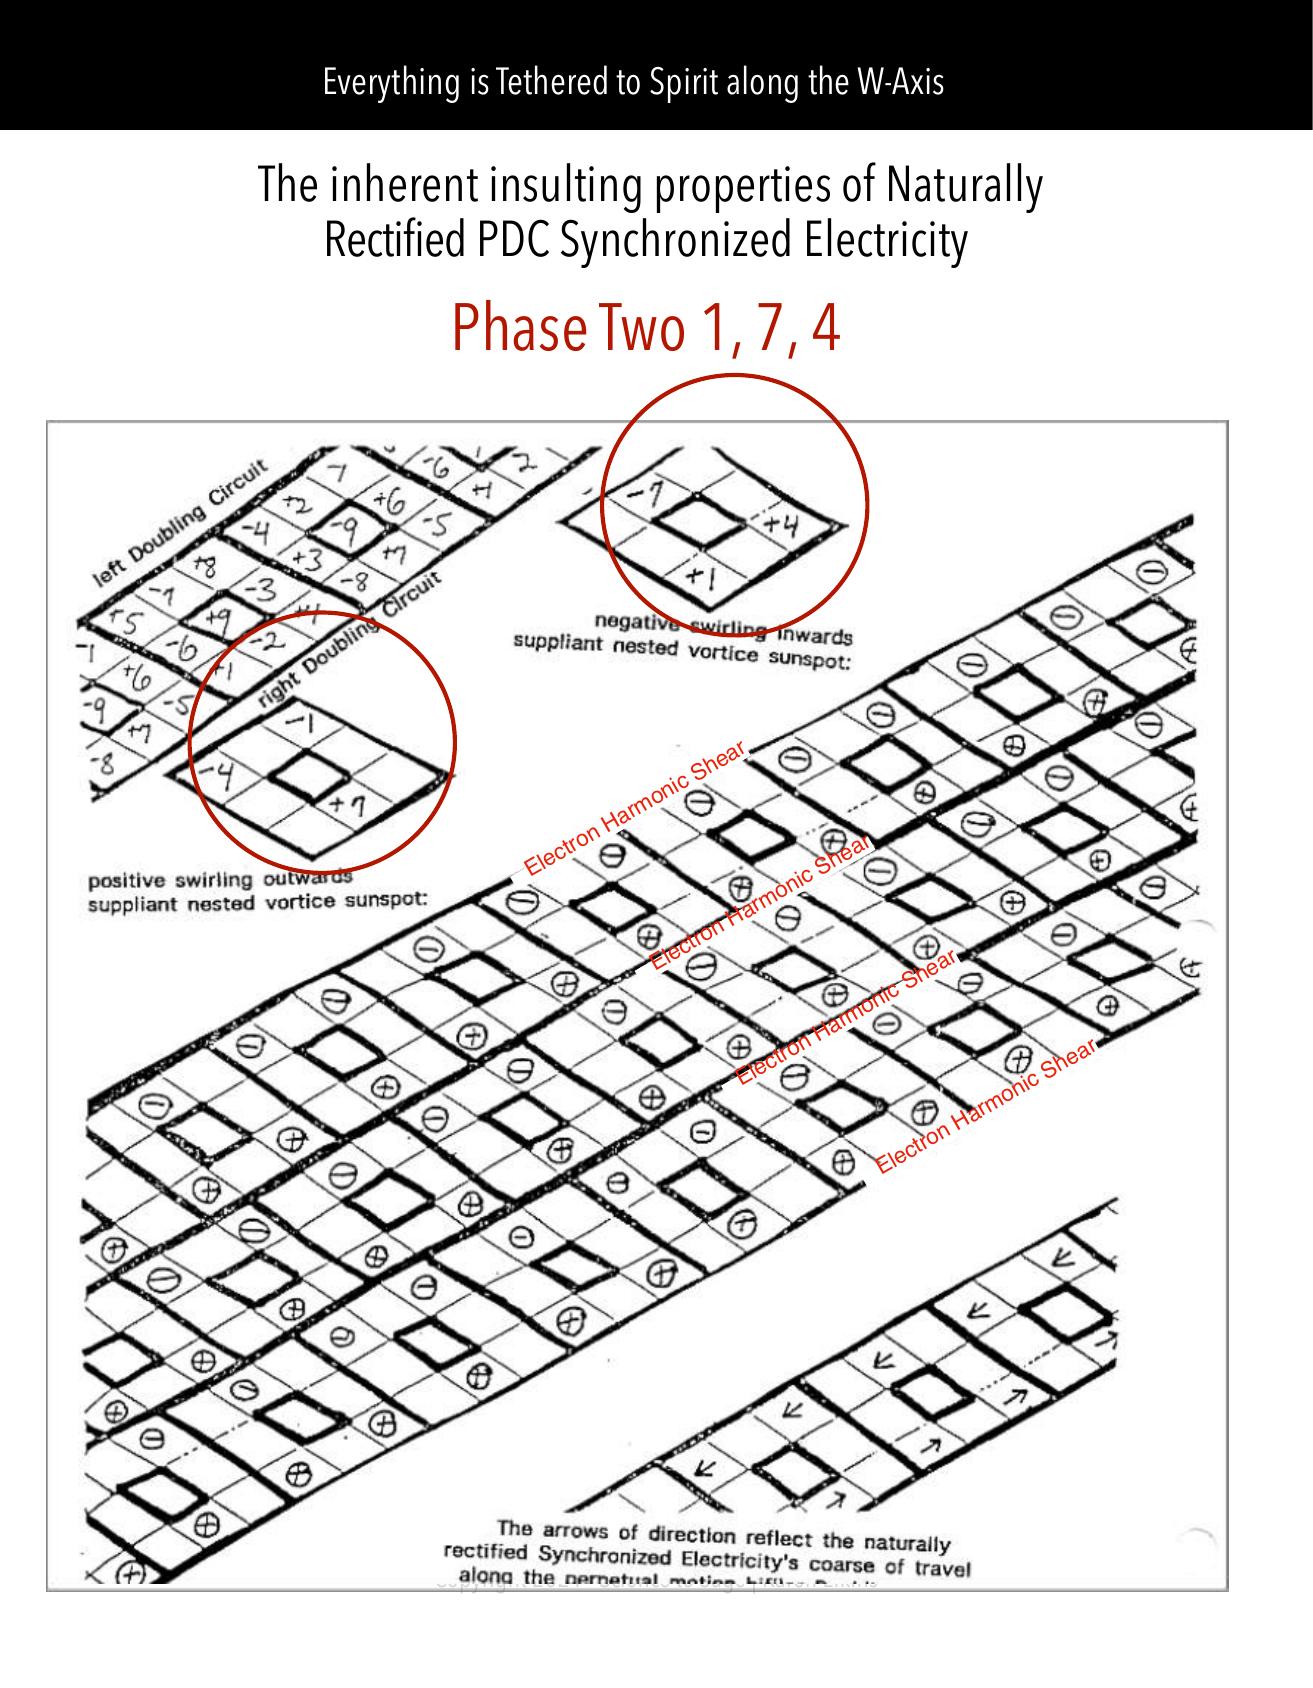 Everything is Tethered to Spirit along the W-Axis
The inherent insulting properties of Naturally
Rectified PDC Synchronized Electricity
Phase Two 1, 7, 4
left Doubling Circuit
-7 -6 1 -2
+2 +6 +1
-4 -9 -5
+8 +3 +7
-7 -3 -8
+5 +9 +4
-6 -2
-1 +6 +1
-9 -5
+7
-8
right Doubling Circuit
-7
+4
+1
negative swirling inwards
suppliant nested vortice sunspot:
-1
-4
+7
positive swirling outwards
suppliant nested vortice sunspot:
Electron Harmonic Shear
Electron Harmonic Shear
Electron Harmonic Shear
Electron Harmonic Shear
The arrows of direction reflect the naturally
rectified Synchronized Electricity's coarse of travel
along the perpetual motion